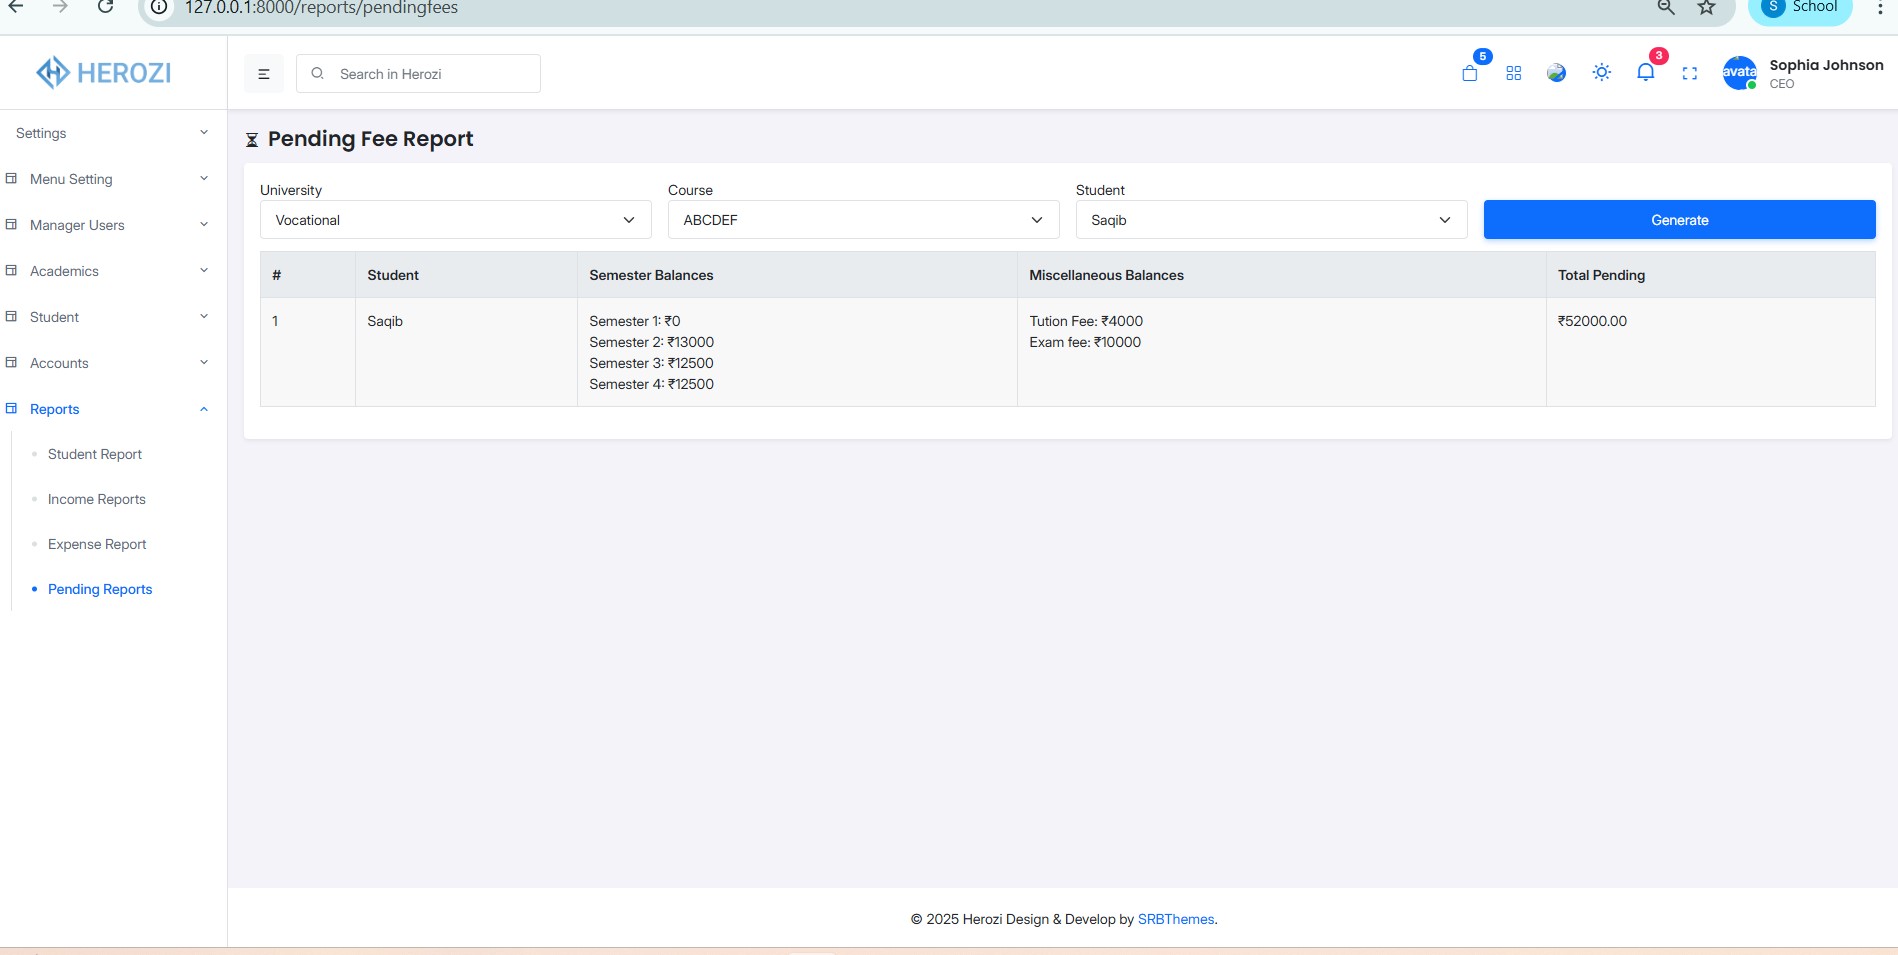 127.0.0.1:8000/reports/pendingfees
S School
HEROZI
Search in Herozi
5
3
avata
Sophia Johnson
CEO
Settings
Menu Setting
Manager Users
Academics
Student
Accounts
Reports
Student Report
Income Reports
Expense Report
Pending Reports
Pending Fee Report
University
Course
Student
Vocational
ABCDEF
Saqib
Generate
# Student Semester Balances Miscellaneous Balances Total Pending
1 Saqib Semester 1: ₹0 Tution Fee: ₹4000 ₹52000.00
Semester 2: ₹13000 Exam fee: ₹10000
Semester 3: ₹12500
Semester 4: ₹12500
© 2025 Herozi Design & Develop by SRBThemes.